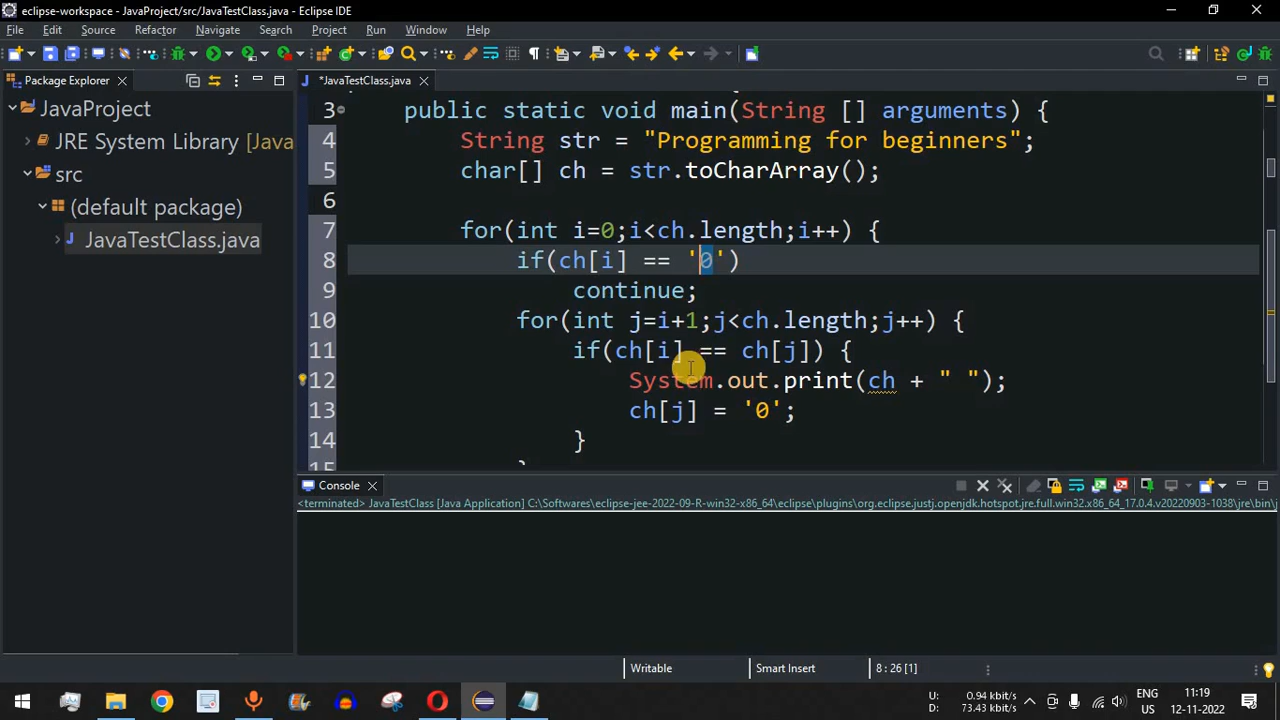 eclipse-workspace - JavaProject/src/JavaTestClass.java - Eclipse IDE
File Edit Source Refactor Navigate Search Project Run Window Help
Package Explorer
*JavaTestClass.java
JavaProject
JRE System Library [Java
src
(default package)
JavaTestClass.java
3 public static void main(String [] arguments) {
4 String str = "Programming for beginners";
5 char[] ch = str.toCharArray();
6
7 for(int i=0;i<ch.length;i++) {
8 if(ch[i] == '0')
9 continue;
10 for(int j=i+1;j<ch.length;j++) {
11 if(ch[i] == ch[j]) {
12 System.out.print(ch + " ");
13 ch[j] = '0';
14 }
15 }
Console
<terminated> JavaTestClass [Java Application] C:\Softwares\eclipse-jee-2022-09-R-win32-x86_64\eclipse\plugins\org.eclipse.justj.openjdk.hotspot.jre.full.win32.x86_64_17.0.4.v20220903-1038\jre\bin\j
Writable Smart Insert 8 : 26 [1]
U: 0.94 kbit/s
D: 73.43 kbit/s
ENG
IN
11:19
12-11-2022